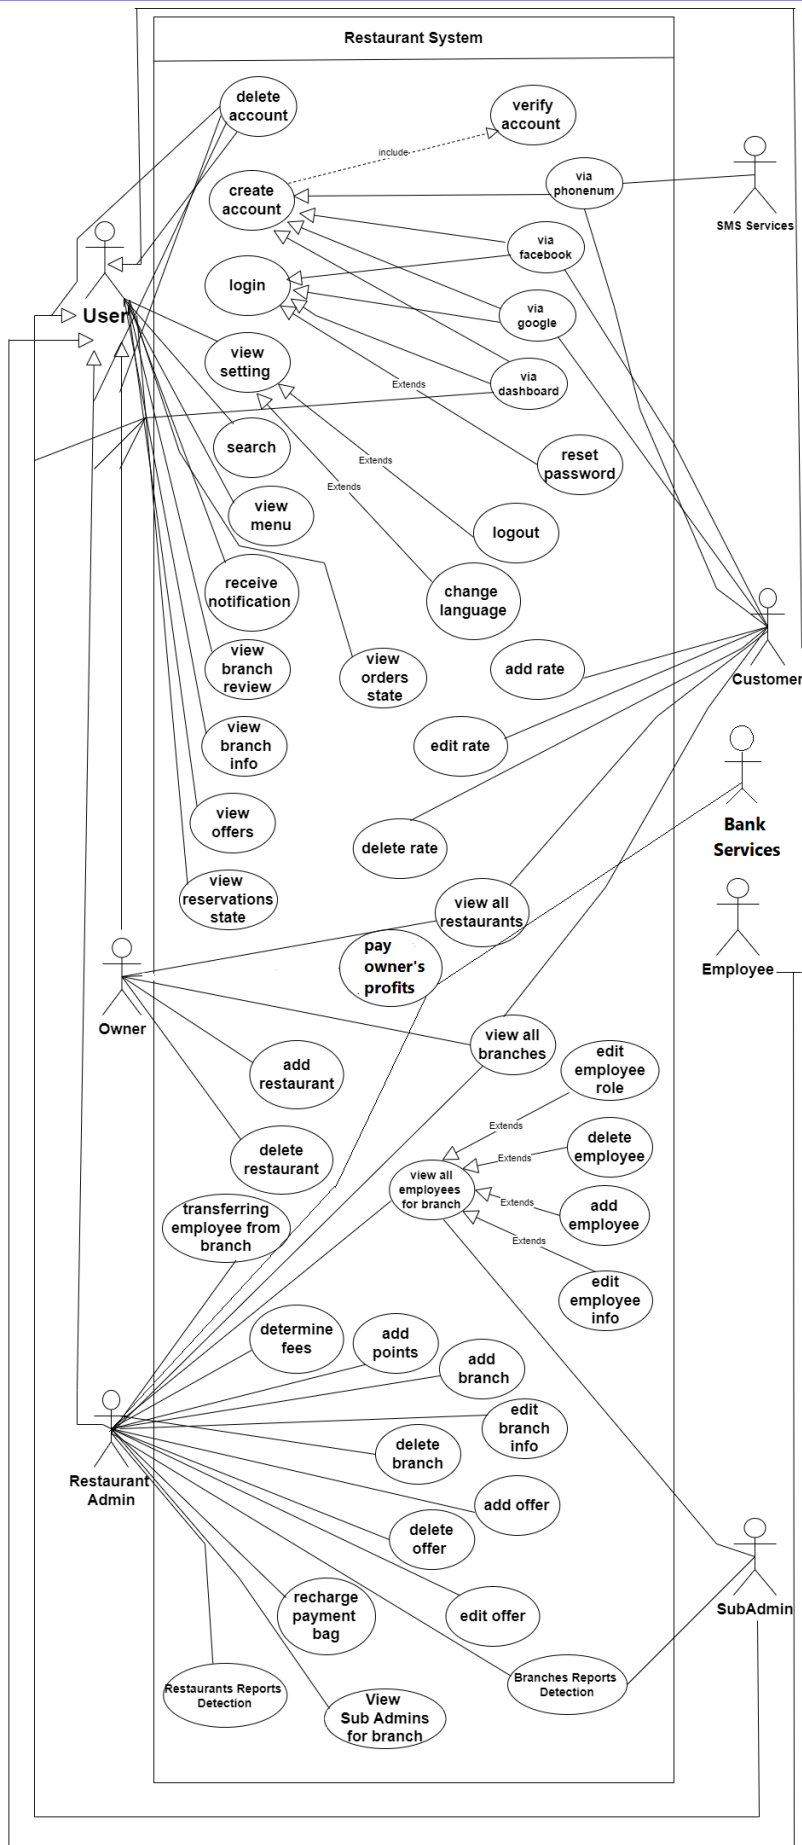 Restaurant System
delete
account
verify
account
include
via
phonenum
SMS Services
create
account
via
facebook
login
via
google
User
view
setting
via
dashboard
Extends
search
reset
password
Extends
Extends
view
menu
logout
receive
notification
change
language
view
branch
review
view
orders
state
add rate
Customer
view
branch
info
edit rate
view
offers
delete rate
Bank
Services
view
reservations
state
view all
restaurants
pay
owner's
profits
Employee
Owner
view all
branches
add
restaurant
edit
employee
role
Extends
delete
employee
Extends
delete
restaurant
view all
employees
for branch
add
employee
Extends
transferring
employee from
branch
Extends
edit
employee
info
determine
fees
add
points
add
branch
edit
branch
info
delete
branch
Restaurant
Admin
add offer
delete
offer
recharge
payment
bag
edit offer
SubAdmin
Restaurants Reports
Detection
Branches Reports
Detection
View
Sub Admins
for branch